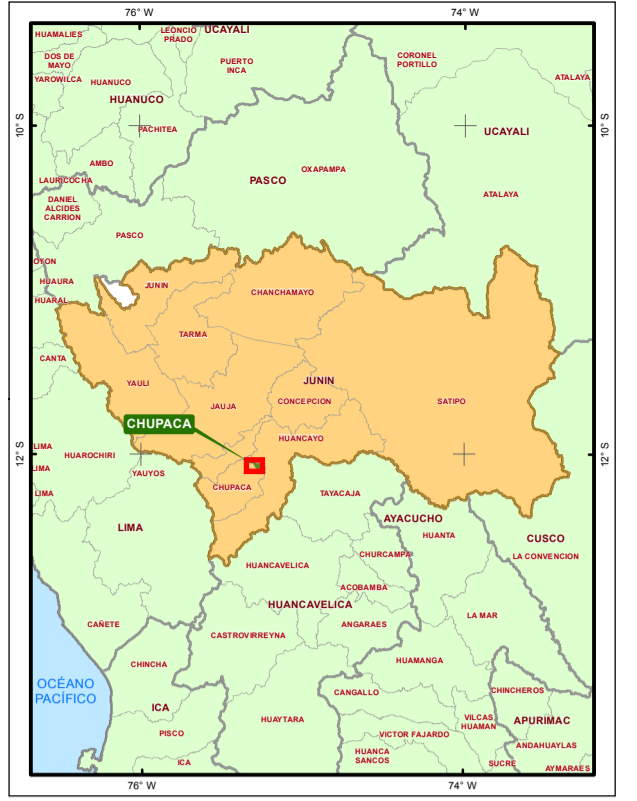 76° W
74° W
HUAMALIES
LEONCIO
PRADO
UCAYALI
DOS DE
MAYO
PUERTO
INCA
CORONEL
PORTILLO
YAROWILCA
HUANUCO
ATALAYA
HUANUCO
10° S
PACHITEA
UCAYALI
10° S
AMBO
OXAPAMPA
LAURICOCHA
PASCO
ATALAYA
DANIEL
ALCIDES
CARRION
PASCO
OYON
HUAURA
JUNIN
CHANCHAMAYO
HUARAL
TARMA
CANTA
YAULI
JUNIN
JAUJA
CONCEPCION
SATIPO
CHUPACA
HUANCAYO
LIMA
12° S
HUAROCHIRI
12° S
LIMA
YAUYOS
CHUPACA
LIMA
TAYACAJA
AYACUCHO
LIMA
HUANTA
CUSCO
CHURCAMPA
LA CONVENCION
HUANCAVELICA
ACOBAMBA
HUANCAVELICA
LA MAR
CAÑETE
ANGARAES
CASTROVIRREYNA
CHINCHA
HUAMANGA
OCÉANO
PACÍFICO
CANGALLO
CHINCHEROS
ICA
HUAYTARA
VILCAS
HUAMAN
APURIMAC
PISCO
VICTOR FAJARDO
ANDAHUAYLAS
HUANCA
SANCOS
ICA
SUCRE
AYMARAES
76° W
74° W